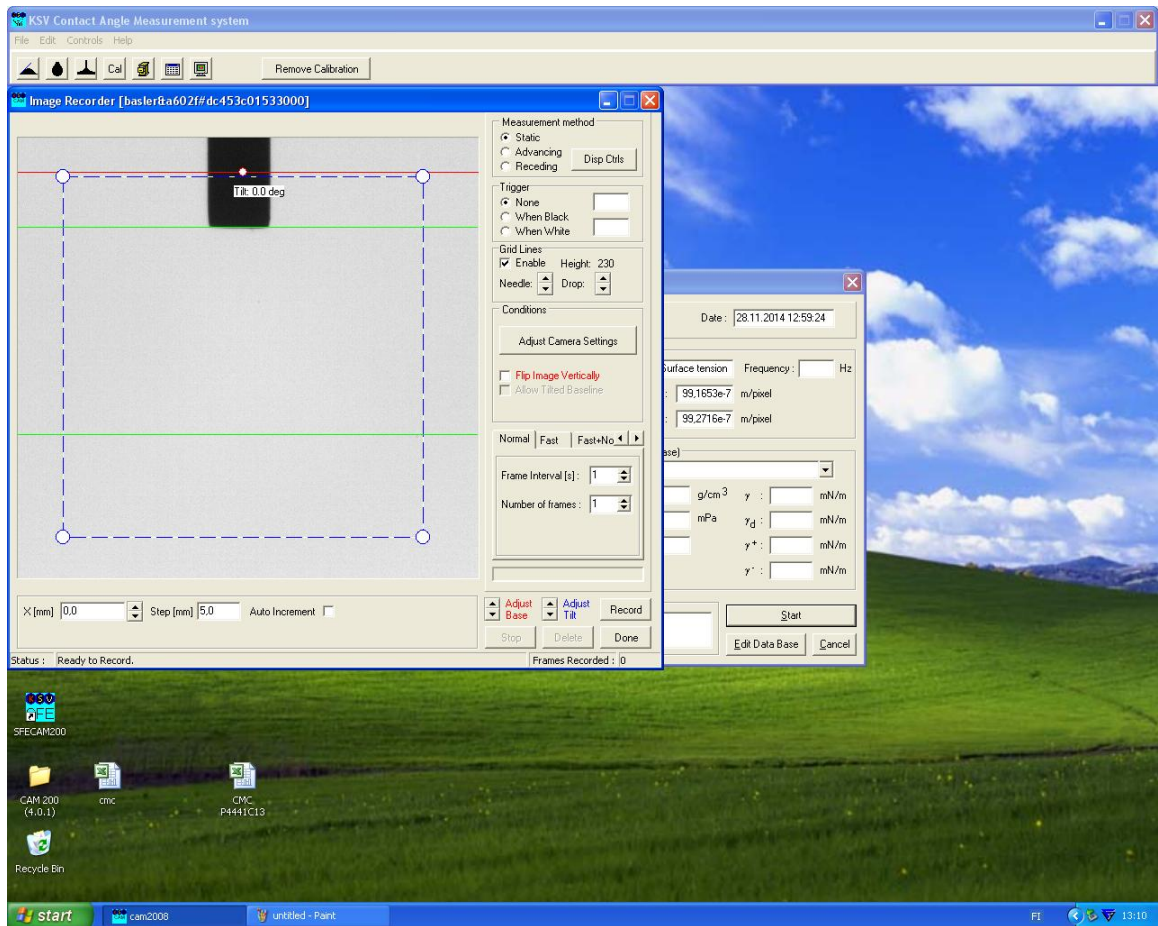 KSV Contact Angle Measurement system
File Edit Controls Help
Cal
Remove Calibration
Image Recorder [basler&a602f#dc453c01533000]
Tilt: 0.0 deg
Measurement method
Static
Advancing
Receding
Disp Ctrls
Trigger
None
When Black
When White
Grid Lines
Enable Height: 230
Needle: Drop:
Conditions
Adjust Camera Settings
Flip Image Vertically
Allow Tilted Baseline
Normal Fast Fast+No
Frame Interval [s] : 1
Number of frames : 1
X [mm] 0,0 Step [mm] 5,0 Auto Increment
Adjust Base Adjust Tilt Record
Stop Delete Done
Status : Ready to Record. Frames Recorded : 0
Date : 28.11.2014 12:59:24
Surface tension Frequency : Hz
: 99,1653e-7 m/pixel
: 99,2716e-7 m/pixel
ase)
g/cm3 γ : mN/m
mPa γd : mN/m
γ+ : mN/m
γ- : mN/m
Start
Edit Data Base Cancel
KSV
SFE
SFECAM200
CAM 200
(4.0.1)
cmc
CMC
P4441C13
Recycle Bin
start cam2008 untitled - Paint FI 13:10